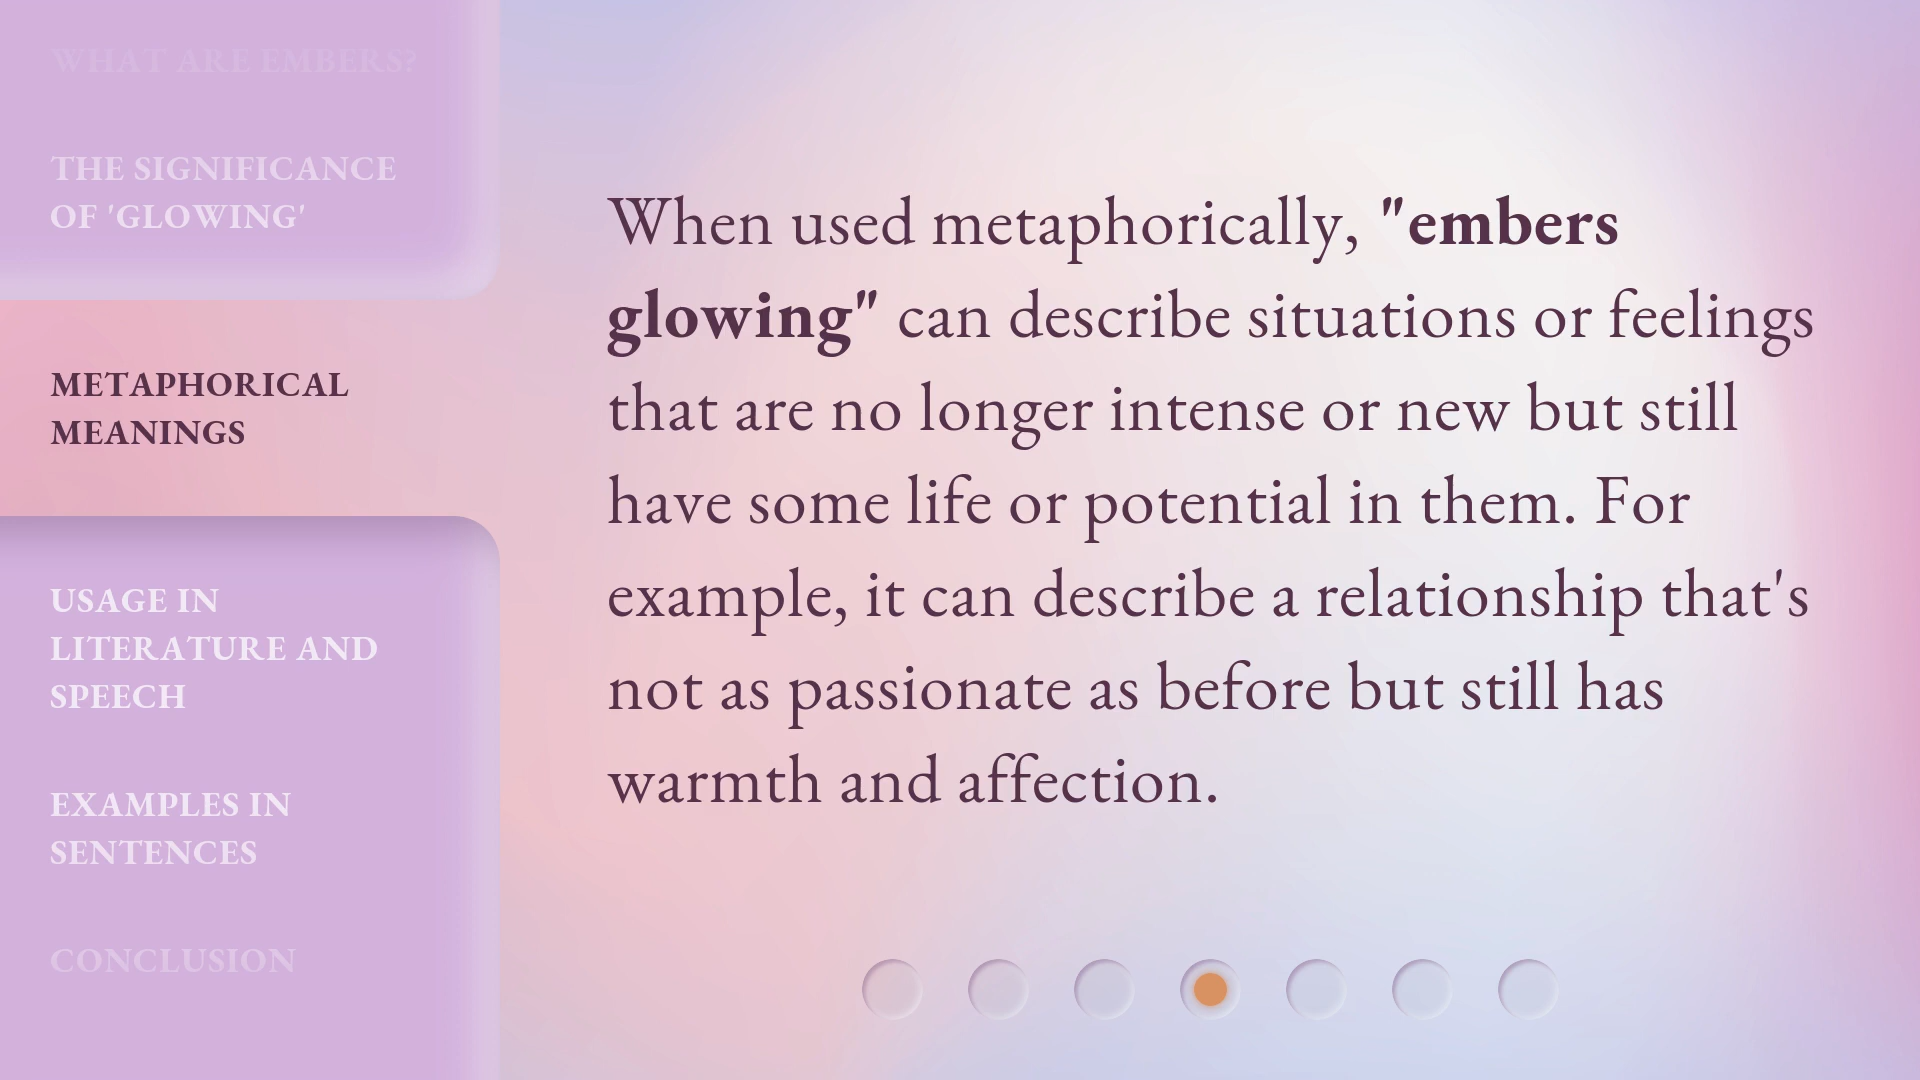 WHAT ARE EMBERS?
THE SIGNIFICANCE
OF 'GLOWING'
METAPHORICAL
MEANINGS
USAGE IN
LITERATURE AND
SPEECH
EXAMPLES IN
SENTENCES
CONCLUSION
When used metaphorically, "embers
glowing" can describe situations or feelings
that are no longer intense or new but still
have some life or potential in them. For
example, it can describe a relationship that's
not as passionate as before but still has
warmth and affection.